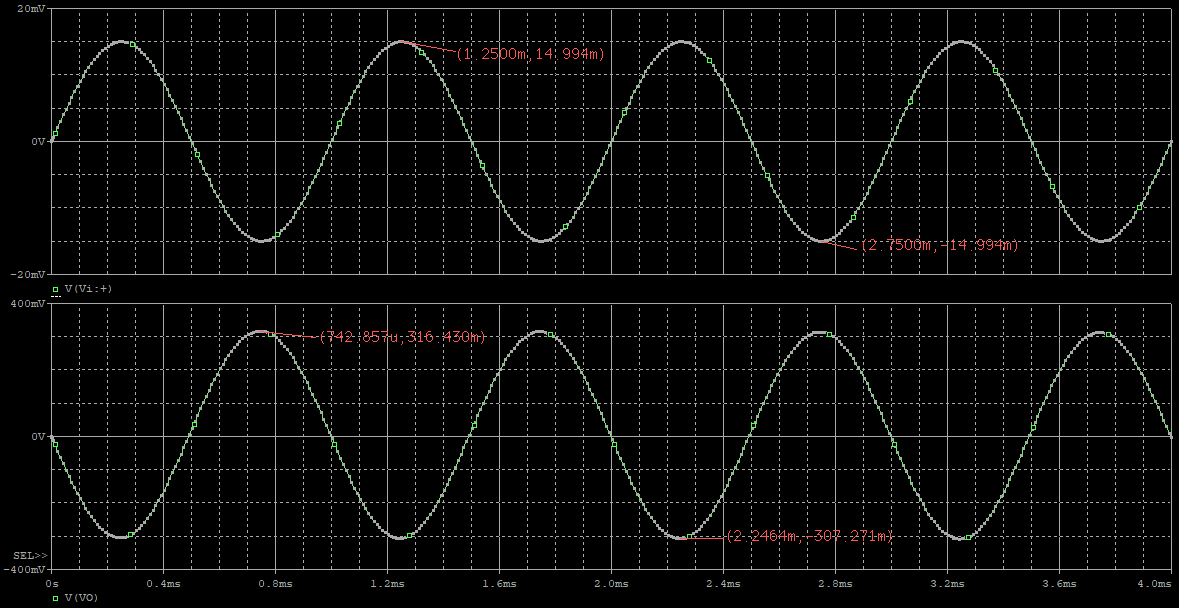 20mV
(1.2500m,14.994m)
0V
(2.7500m,-14.994m)
-20mV
V(Vi:+)
400mV
(742.857u,316.430m)
0V
(2.2464m,-307.271m)
SEL>>
-400mV
0s 0.4ms 0.8ms 1.2ms 1.6ms 2.0ms 2.4ms 2.8ms 3.2ms 3.6ms 4.0ms
V(VO)